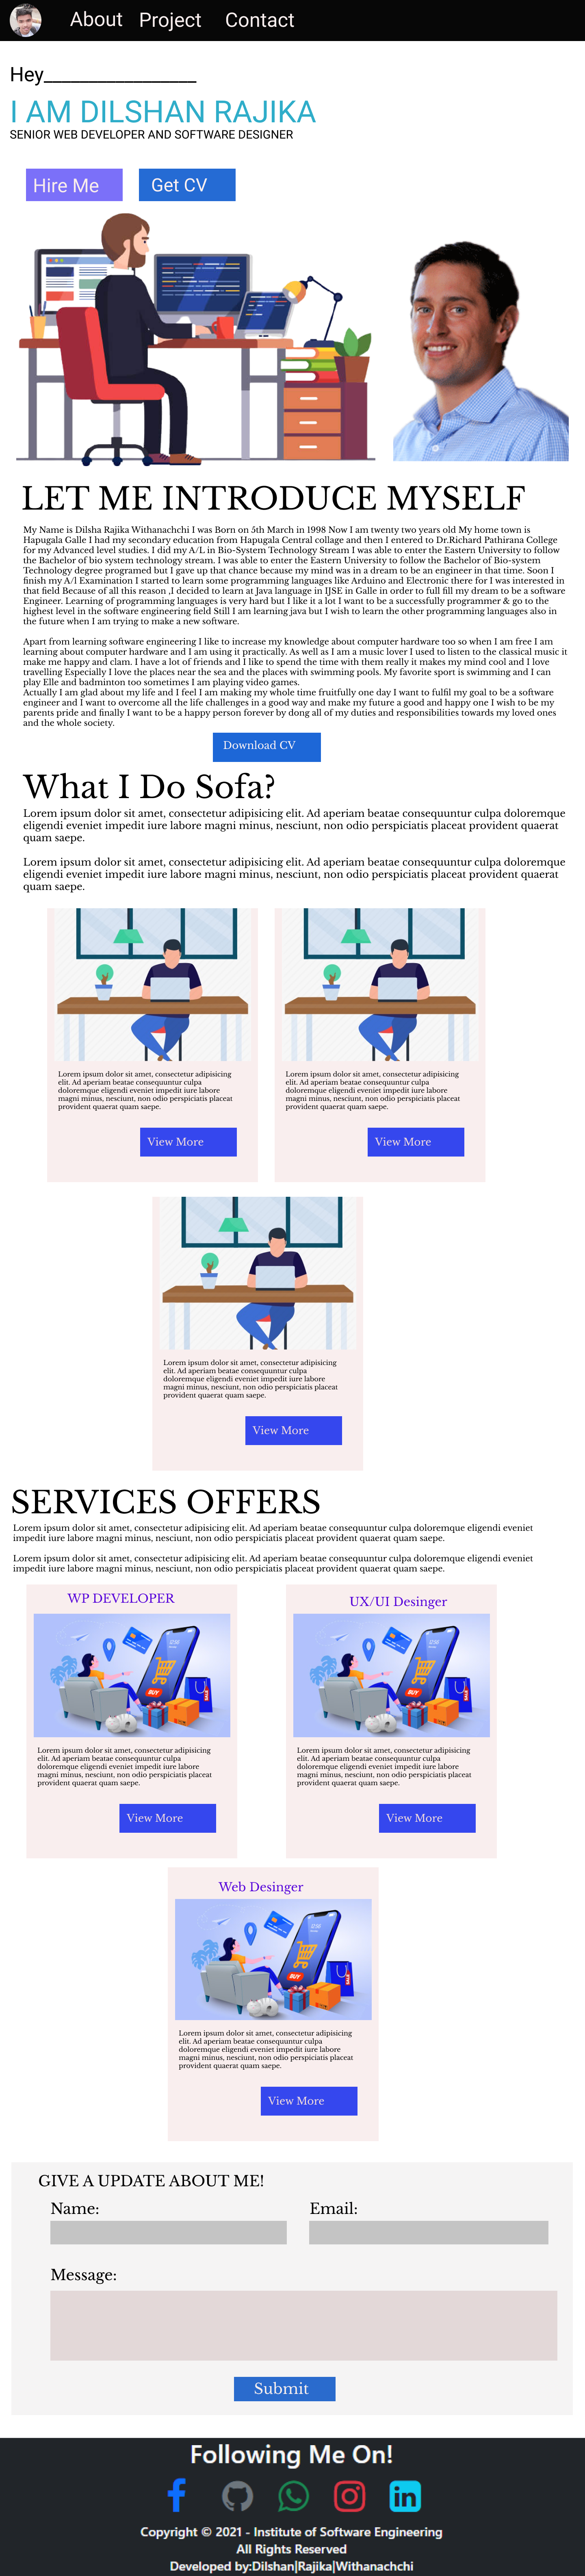 About Project Contact
Hey_________________
I AM DILSHAN RAJIKA
SENIOR WEB DEVELOPER AND SOFTWARE DESIGNER
Hire Me Get CV
LET ME INTRODUCE MYSELF
My Name is Dilsha Rajika Withanachchi I was Born on 5th March in 1998 Now I am twenty two years old My home town is
Hapugala Galle I had my secondary education from Hapugala Central collage and then I entered to Dr.Richard Pathirana College
for my Advanced level studies. I did my A/L in Bio-System Technology Stream I was able to enter the Eastern University to follow
the Bachelor of bio system technology stream. I was able to enter the Eastern University to follow the Bachelor of Bio-system
Technology degree programed but I gave up that chance because my mind was in a dream to be an engineer in that time. Soon I
finish my A/l Examination I started to learn some programming languages like Arduino and Electronic there for I was interested in
that field Because of all this reason ,I decided to learn at Java language in IJSE in Galle in order to full fill my dream to be a software
Engineer. Learning of programming languages is very hard but I like it a lot I want to be a successfully programmer & go to the
highest level in the software engineering field Still I am learning java but I wish to learn the other programming languages also in
the future when I am trying to make a new software.
Apart from learning software engineering I like to increase my knowledge about computer hardware too so when I am free I am
learning about computer hardware and I am using it practically. As well as I am a music lover I used to listen to the classical music it
make me happy and clam. I have a lot of friends and I like to spend the time with them really it makes my mind cool and I love
travelling Especially I love the places near the sea and the places with swimming pools. My favorite sport is swimming and I can
play Elle and badminton too sometimes I am playing video games.
Actually I am glad about my life and I feel I am making my whole time fruitfully one day I want to fulfil my goal to be a software
engineer and I want to overcome all the life challenges in a good way and make my future a good and happy one I wish to be my
parents pride and finally I want to be a happy person forever by dong all of my duties and responsibilities towards my loved ones
and the whole society.
Download CV
What I Do Sofa?
Lorem ipsum dolor sit amet, consectetur adipisicing elit. Ad aperiam beatae consequuntur culpa doloremque
eligendi eveniet impedit iure labore magni minus, nesciunt, non odio perspiciatis placeat provident quaerat
quam saepe.
Lorem ipsum dolor sit amet, consectetur adipisicing elit. Ad aperiam beatae consequuntur culpa doloremque
eligendi eveniet impedit iure labore magni minus, nesciunt, non odio perspiciatis placeat provident quaerat
quam saepe.
Lorem ipsum dolor sit amet, consectetur adipisicing
elit. Ad aperiam beatae consequuntur culpa
doloremque eligendi eveniet impedit iure labore
magni minus, nesciunt, non odio perspiciatis placeat
provident quaerat quam saepe.
View More
Lorem ipsum dolor sit amet, consectetur adipisicing
elit. Ad aperiam beatae consequuntur culpa
doloremque eligendi eveniet impedit iure labore
magni minus, nesciunt, non odio perspiciatis placeat
provident quaerat quam saepe.
View More
Lorem ipsum dolor sit amet, consectetur adipisicing
elit. Ad aperiam beatae consequuntur culpa
doloremque eligendi eveniet impedit iure labore
magni minus, nesciunt, non odio perspiciatis placeat
provident quaerat quam saepe.
View More
SERVICES OFFERS
Lorem ipsum dolor sit amet, consectetur adipisicing elit. Ad aperiam beatae consequuntur culpa doloremque eligendi eveniet
impedit iure labore magni minus, nesciunt, non odio perspiciatis placeat provident quaerat quam saepe.
Lorem ipsum dolor sit amet, consectetur adipisicing elit. Ad aperiam beatae consequuntur culpa doloremque eligendi eveniet
impedit iure labore magni minus, nesciunt, non odio perspiciatis placeat provident quaerat quam saepe.
WP DEVELOPER
BUY
SALE
Lorem ipsum dolor sit amet, consectetur adipisicing
elit. Ad aperiam beatae consequuntur culpa
doloremque eligendi eveniet impedit iure labore
magni minus, nesciunt, non odio perspiciatis placeat
provident quaerat quam saepe.
View More
UX/UI Desinger
BUY
SALE
Lorem ipsum dolor sit amet, consectetur adipisicing
elit. Ad aperiam beatae consequuntur culpa
doloremque eligendi eveniet impedit iure labore
magni minus, nesciunt, non odio perspiciatis placeat
provident quaerat quam saepe.
View More
Web Desinger
BUY
SALE
Lorem ipsum dolor sit amet, consectetur adipisicing
elit. Ad aperiam beatae consequuntur culpa
doloremque eligendi eveniet impedit iure labore
magni minus, nesciunt, non odio perspiciatis placeat
provident quaerat quam saepe.
View More
GIVE A UPDATE ABOUT ME!
Name: Email:
Message:
Submit
Following Me On!
Copyright © 2021 - Institute of Software Engineering
All Rights Reserved
Developed by:Dilshan|Rajika|Withanachchi